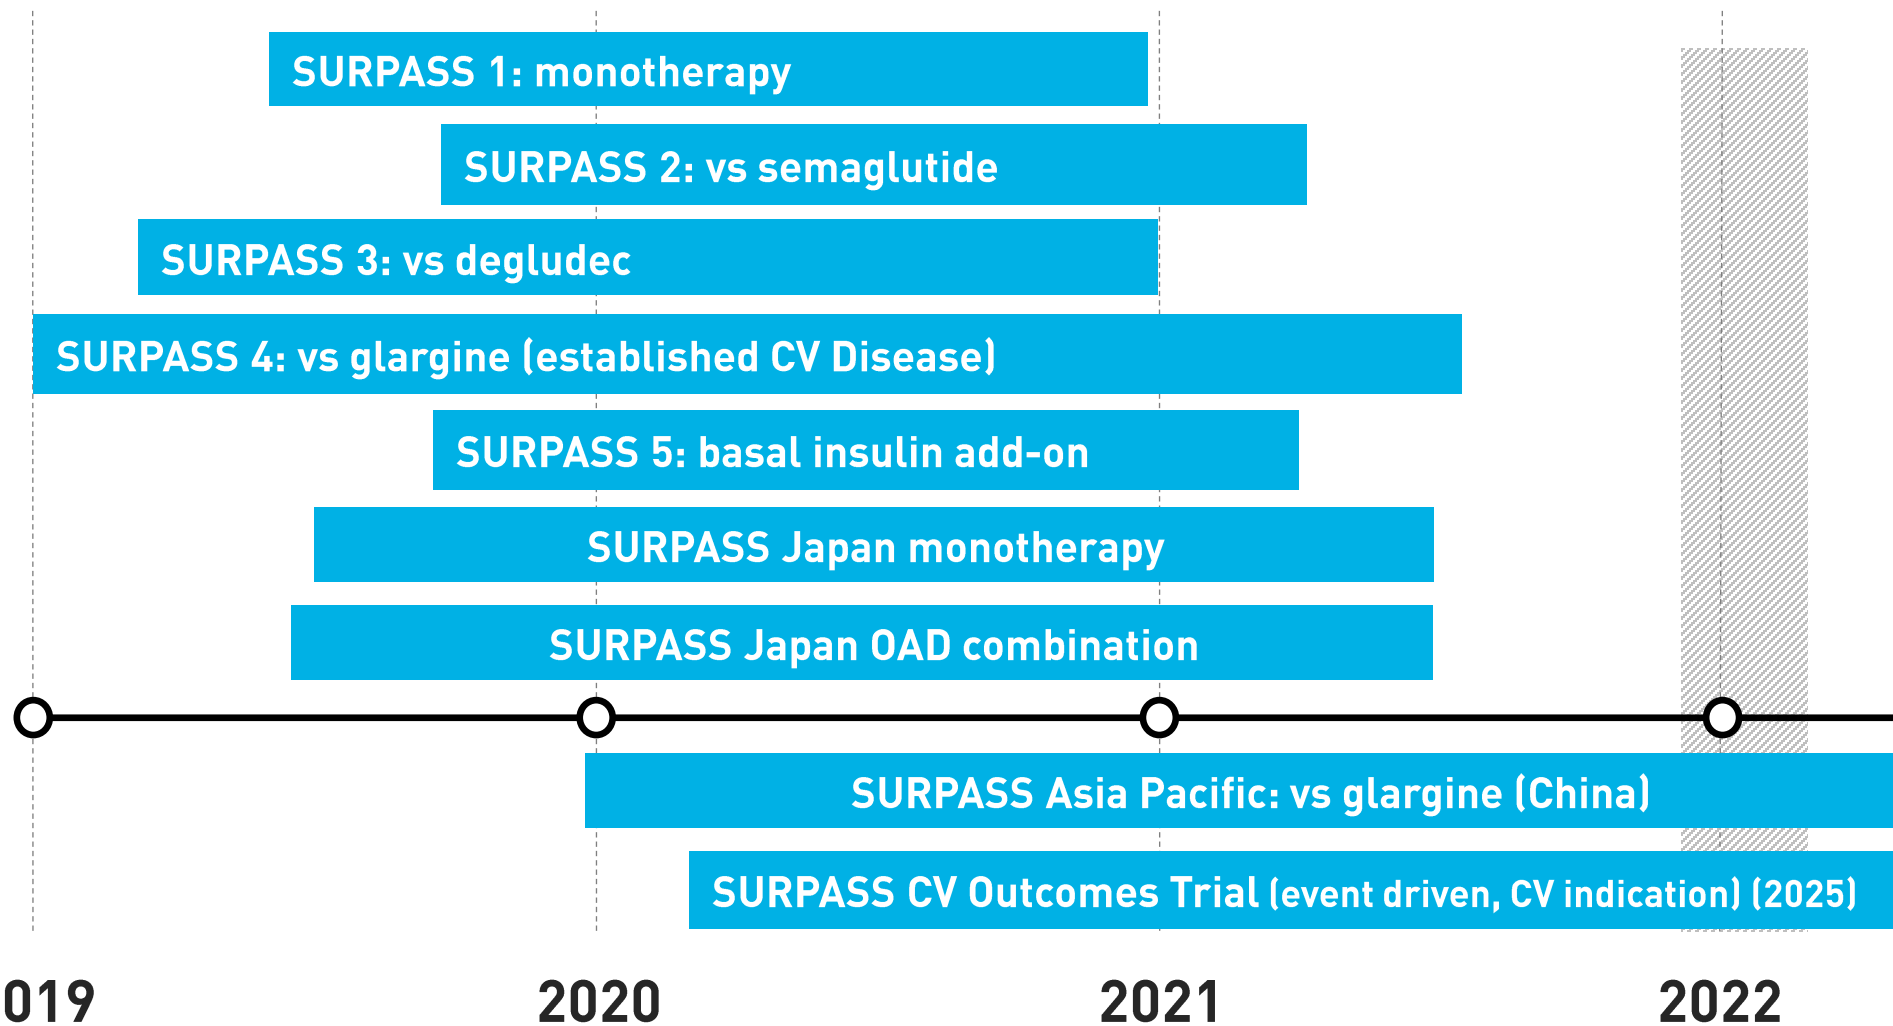 SURPASS 1: monotherapy
SURPASS 2: vs semaglutide
SURPASS 3: vs degludec
SURPASS 4: vs glargine (established CV Disease)
SURPASS 5: basal insulin add-on
SURPASS Japan monotherapy
SURPASS Japan OAD combination
SURPASS Asia Pacific: vs glargine (China)
SURPASS CV Outcomes Trial (event driven, CV indication) (2025)
019 2020 2021 2022